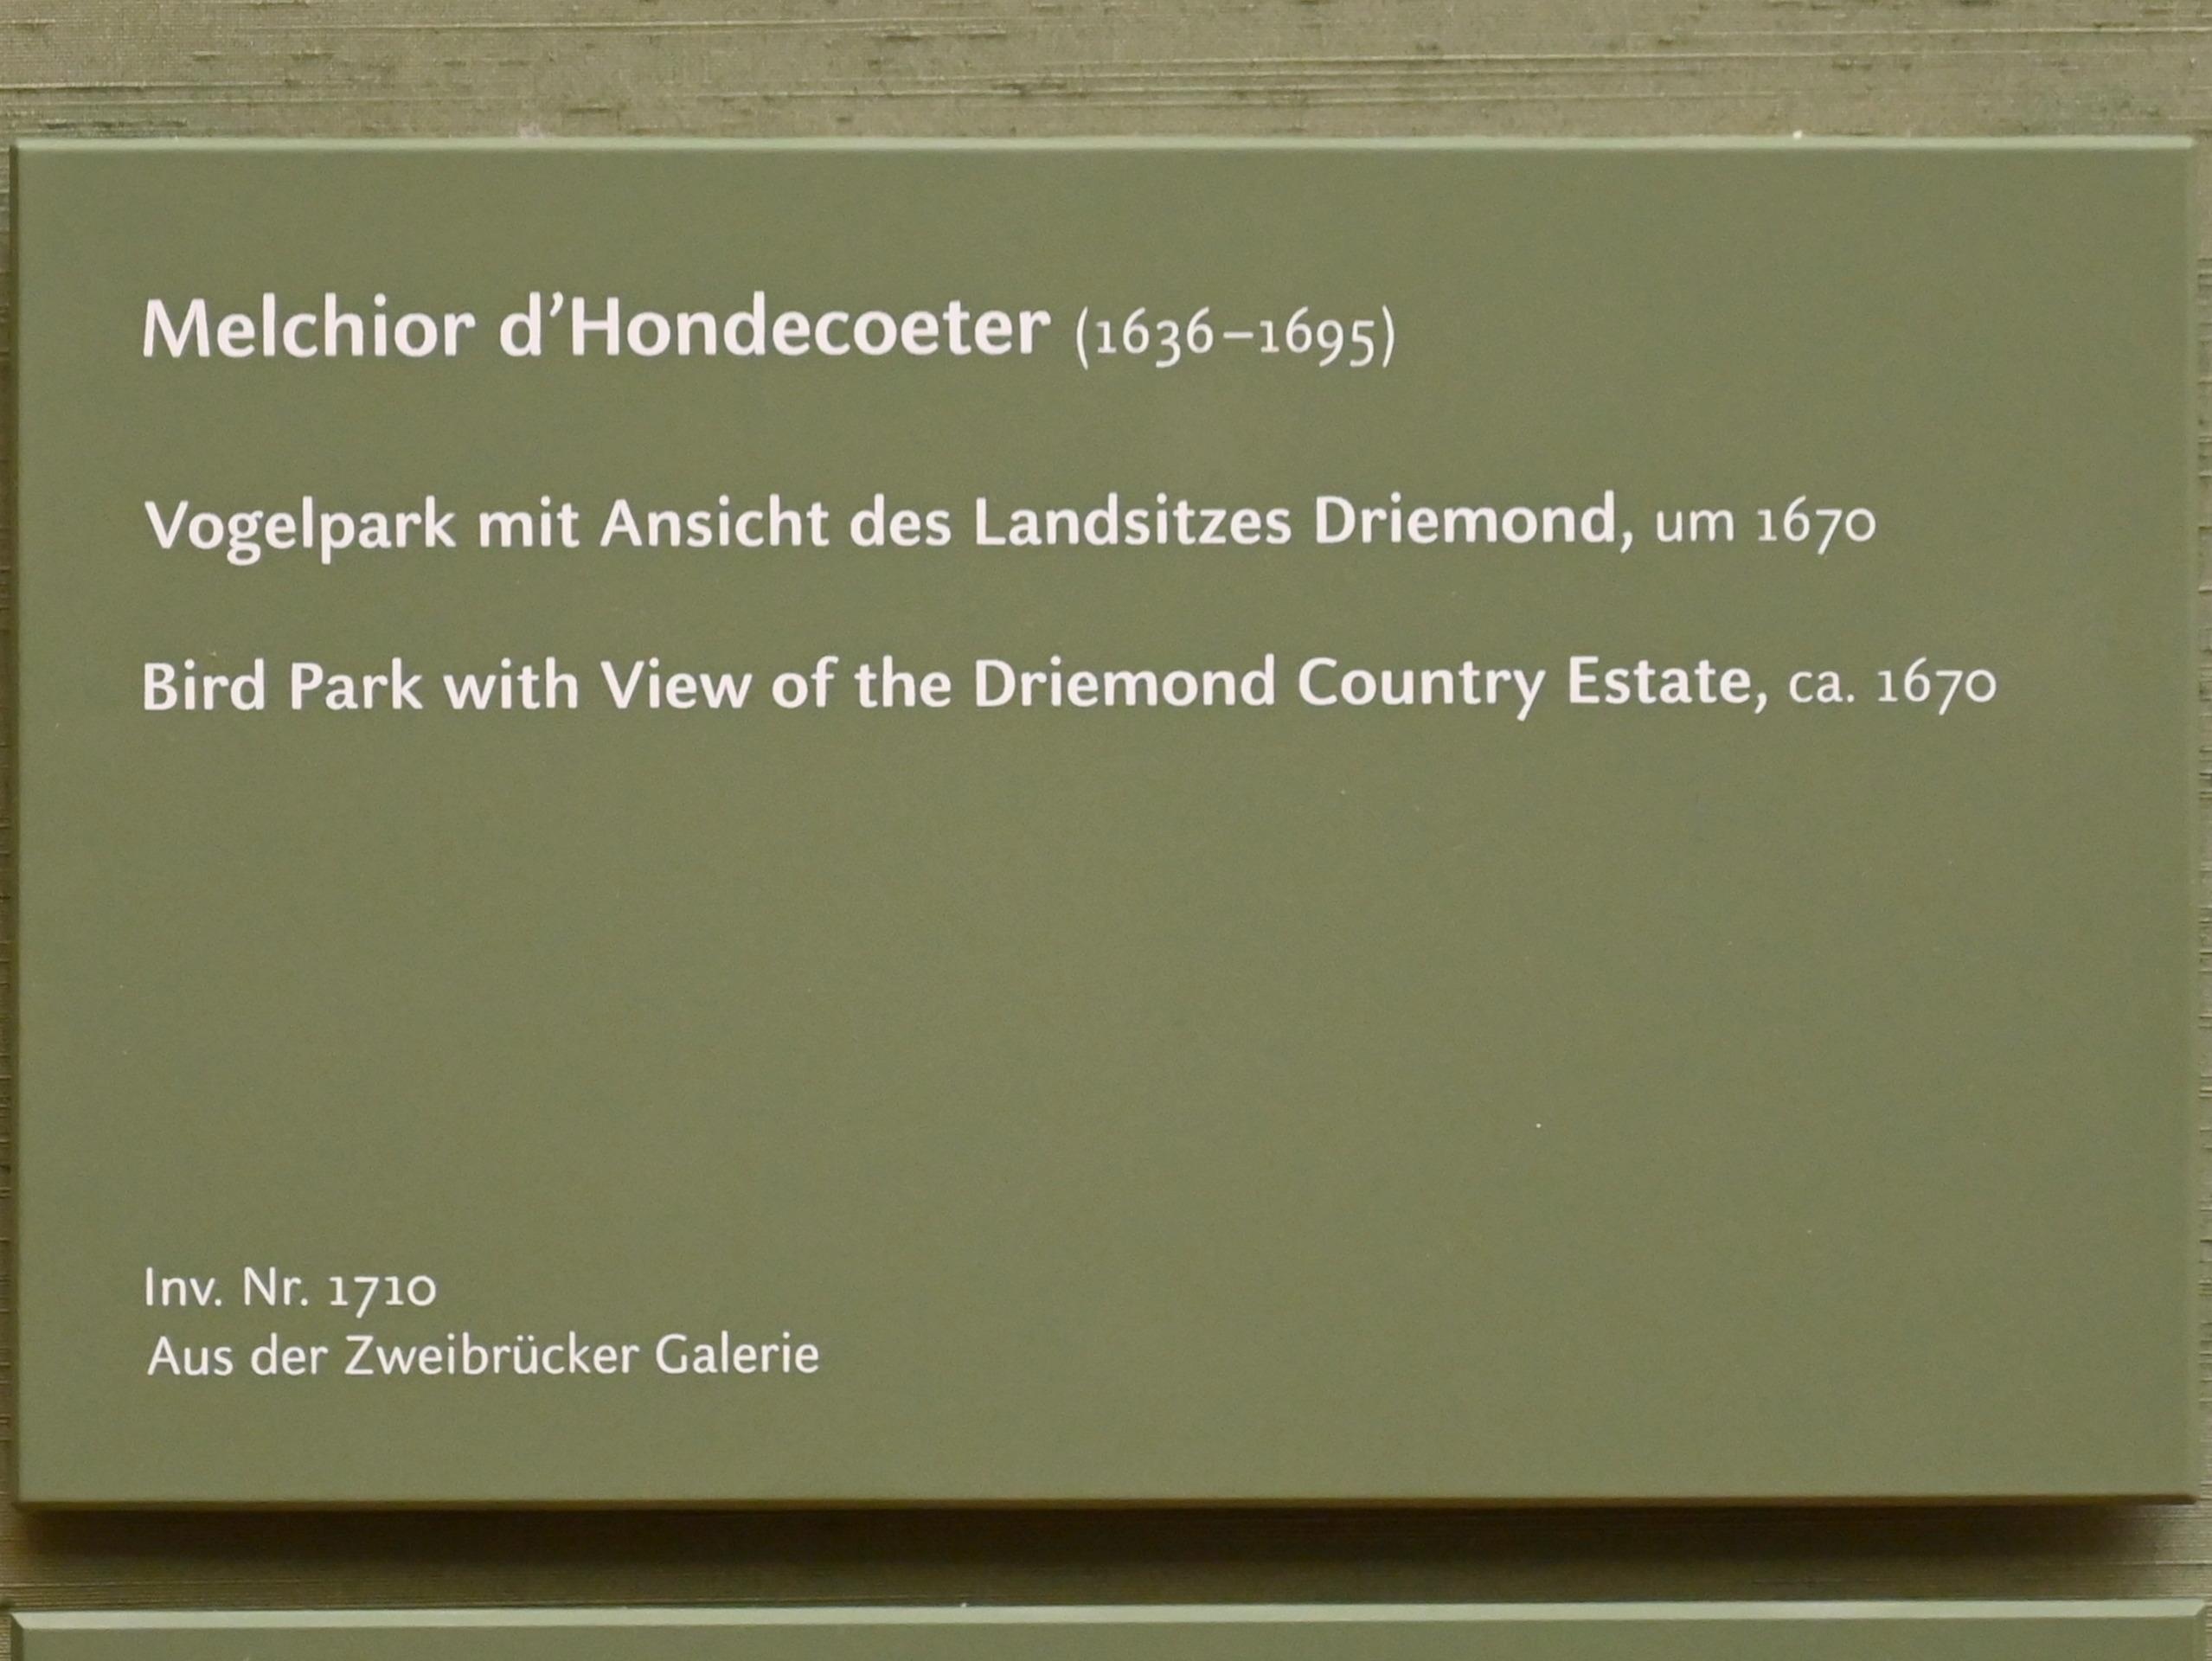 Melchior d’Hondecoeter (1636–1695)
Vogelpark mit Ansicht des Landsitzes Driemond, um 1670
Bird Park with View of the Driemond Country Estate, ca. 1670
Inv. Nr. 1710
Aus der Zweibrücker Galerie